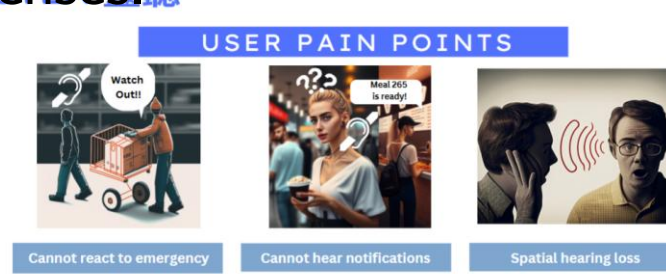 USER PAIN POINTS
Watch
Out!!
???
Meal 265
is ready!
Cannot react to emergency
Cannot hear notifications
Spatial hearing loss